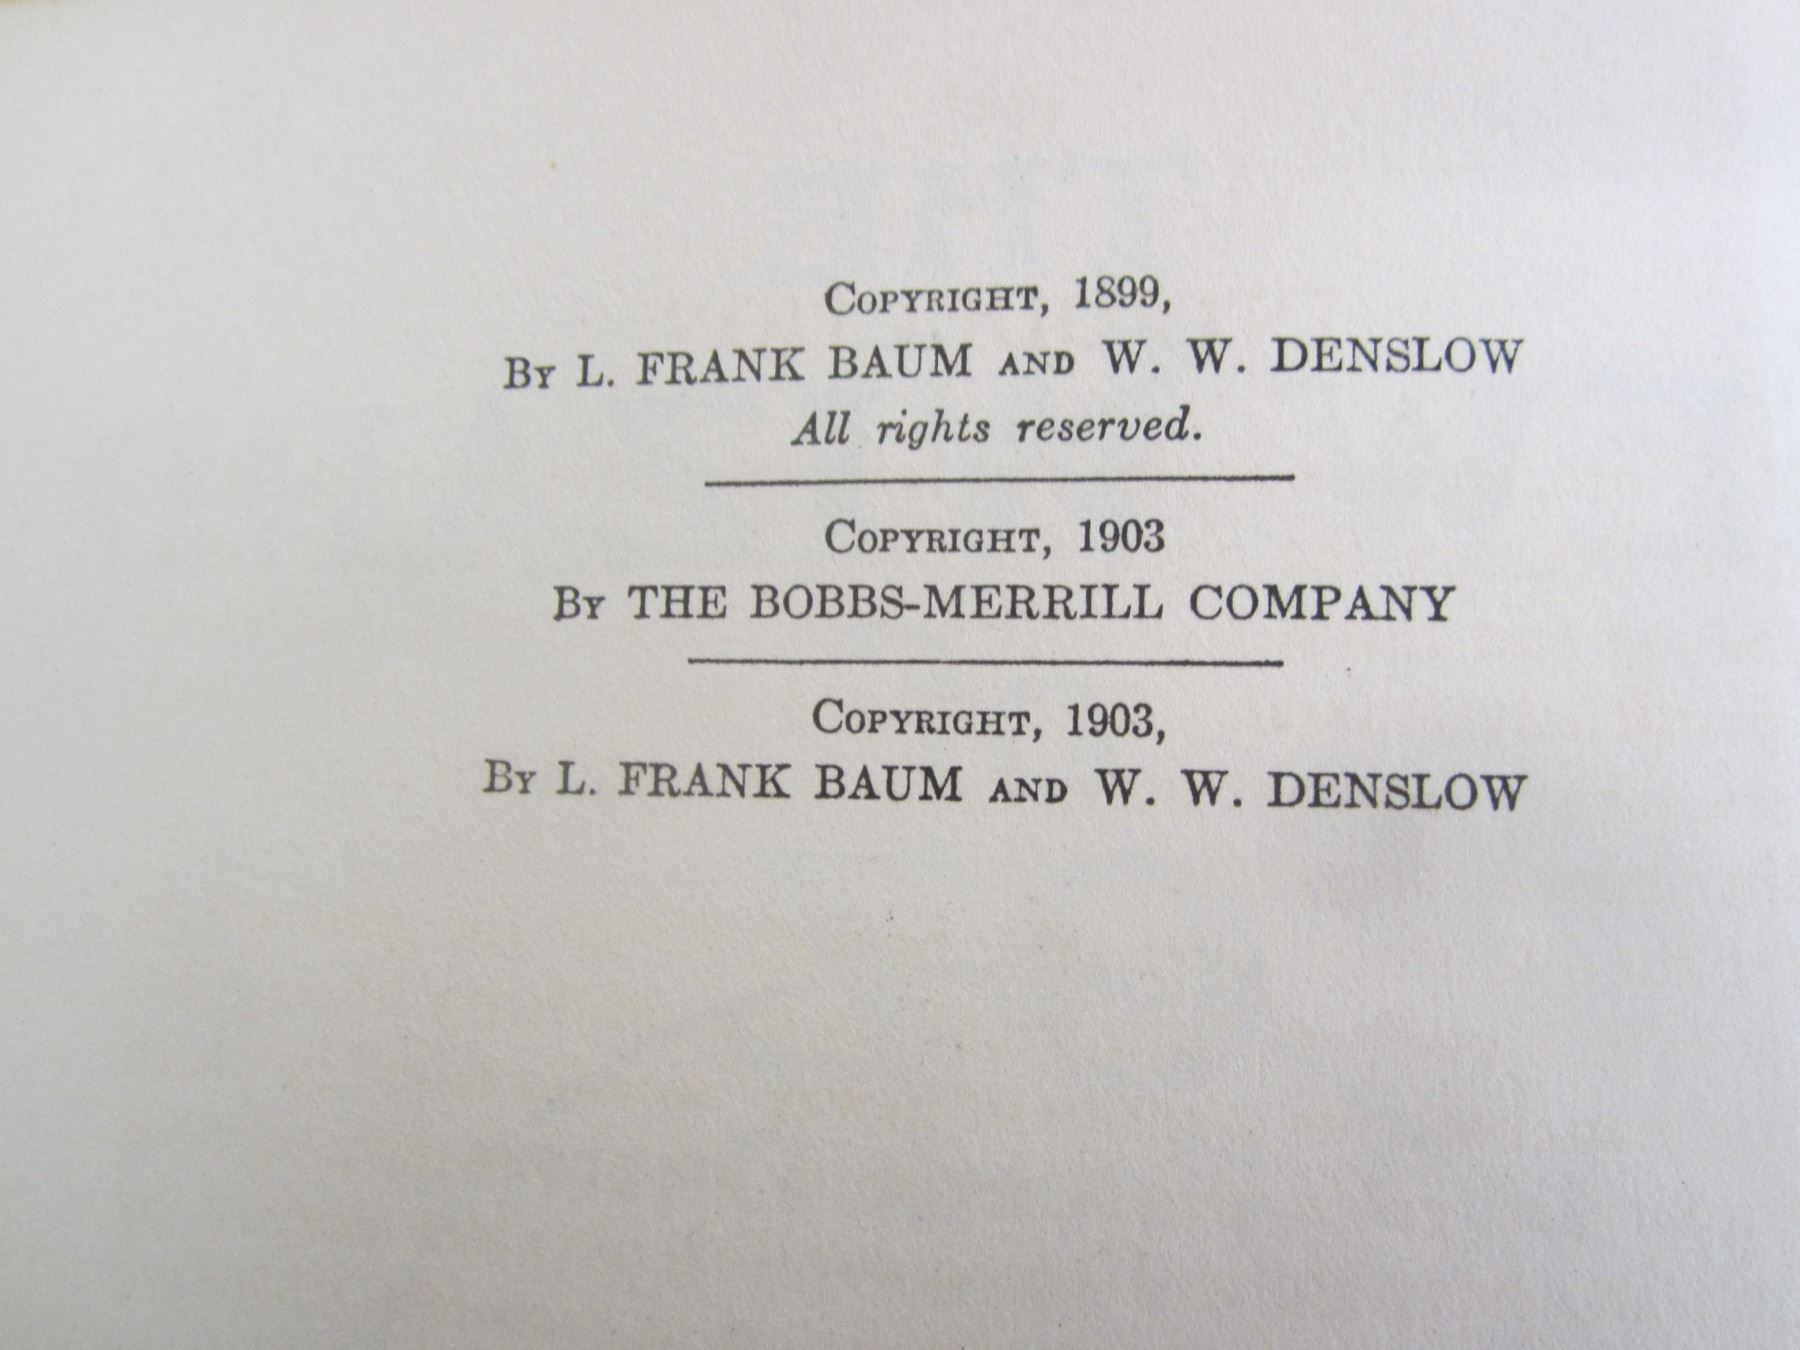 Copyright, 1899,
By L. FRANK BAUM AND W. W. DENSLOW
All rights reserved.
Copyright, 1903
By THE BOBBS-MERRILL COMPANY
Copyright, 1903,
By L. FRANK BAUM AND W. W. DENSLOW